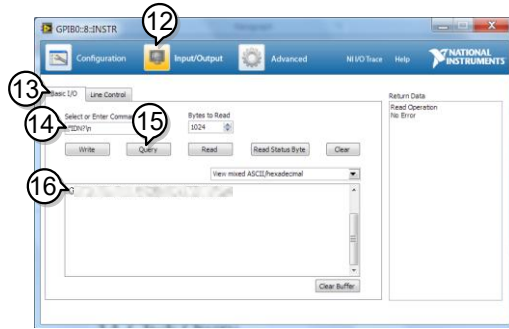 GPIB0::8::INSTR
12
Configuration
Input/Output
Advanced
NI I/O Trace
Help
NATIONAL INSTRUMENTS
13
Basic I/O
Line Control
Return Data
Read Operation
No Error
14
Select or Enter Comma
*IDN?\n
15
Bytes to Read
1024
Write
Query
Read
Read Status Byte
Clear
View mixed ASCII/hexadecimal
16
G
Clear Buffer